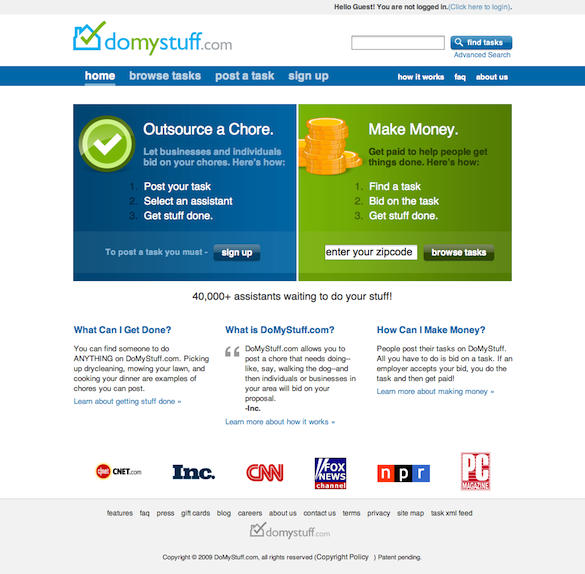 Hello Guest! You are not logged in.(Click here to login).
domystuff.com
find tasks
Advanced Search
home browse tasks post a task sign up how it works faq about us
Outsource a Chore.
Let businesses and individuals
bid on your chores. Here's how:
1. Post your task
2. Select an assistant
3. Get stuff done.
To post a task you must - sign up
Make Money.
Get paid to help people get
things done. Here's how:
1. Find a task
2. Bid on the task
3. Get stuff done.
enter your zipcode browse tasks
40,000+ assistants waiting to do your stuff!
What Can I Get Done?
You can find someone to do
ANYTHING on DoMyStuff.com. Picking
up drycleaning, mowing your lawn, and
cooking your dinner are examples of
chores you can post.
Learn about getting stuff done »
What is DoMyStuff.com?
“ DoMyStuff.com allows you to
post a chore that needs doing--
like, say, walking the dog--and
then individuals or businesses in
your area will bid on your
proposal.
-Inc.
Learn more about how it works »
How Can I Make Money?
People post their tasks on DoMyStuff.
All you have to do is bid on a task. If an
employer accepts your bid, you do the
task and then get paid!
Learn more about making money »
c|net CNET.com
Inc.
CNN
FOX
NEWS
channel
n p r
PC
MAGAZINE
features faq press gift cards blog careers about us contact us terms privacy site map task xml feed
domystuff.com
Copyright © 2009 DoMyStuff.com, all rights reserved (Copyright Policy ) Patent pending.